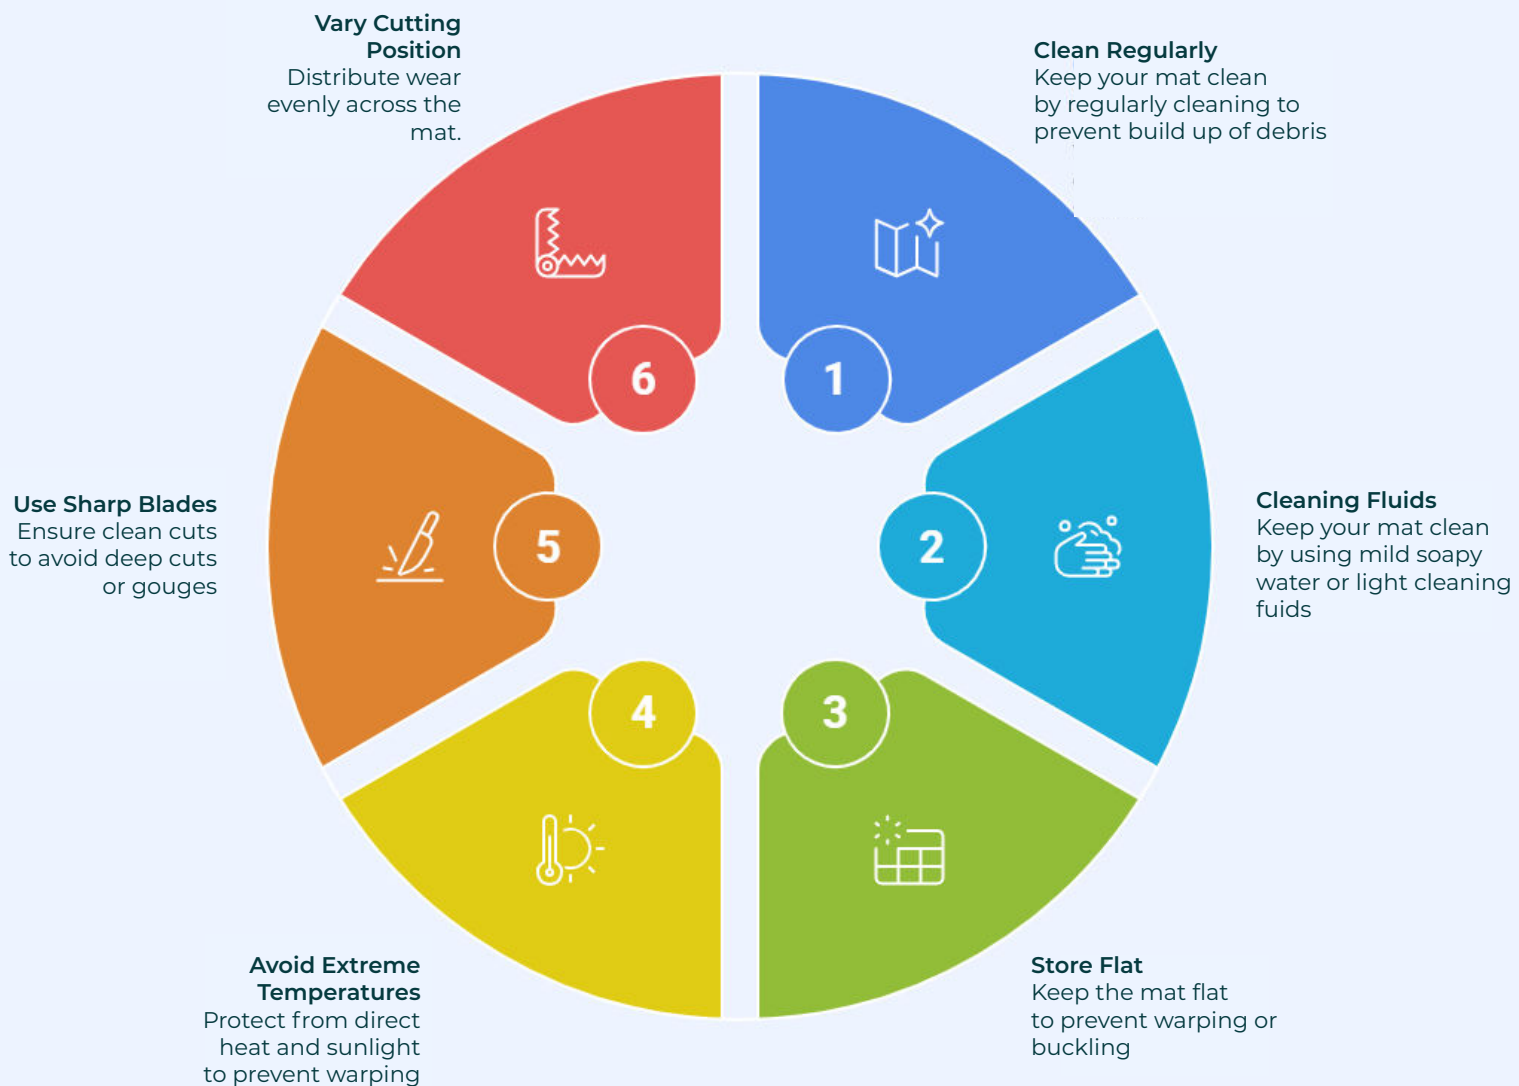 Vary Cutting
Position
Distribute wear
evenly across the
mat.
Clean Regularly
Keep your mat clean
by regularly cleaning to
prevent build up of debris
6
1
Use Sharp Blades
Ensure clean cuts
to avoid deep cuts
or gouges
5
2
Cleaning Fluids
Keep your mat clean
by using mild soapy
water or light cleaning
fuids
4
3
Avoid Extreme
Temperatures
Protect from direct
heat and sunlight
to prevent warping
Store Flat
Keep the mat flat
to prevent warping or
buckling